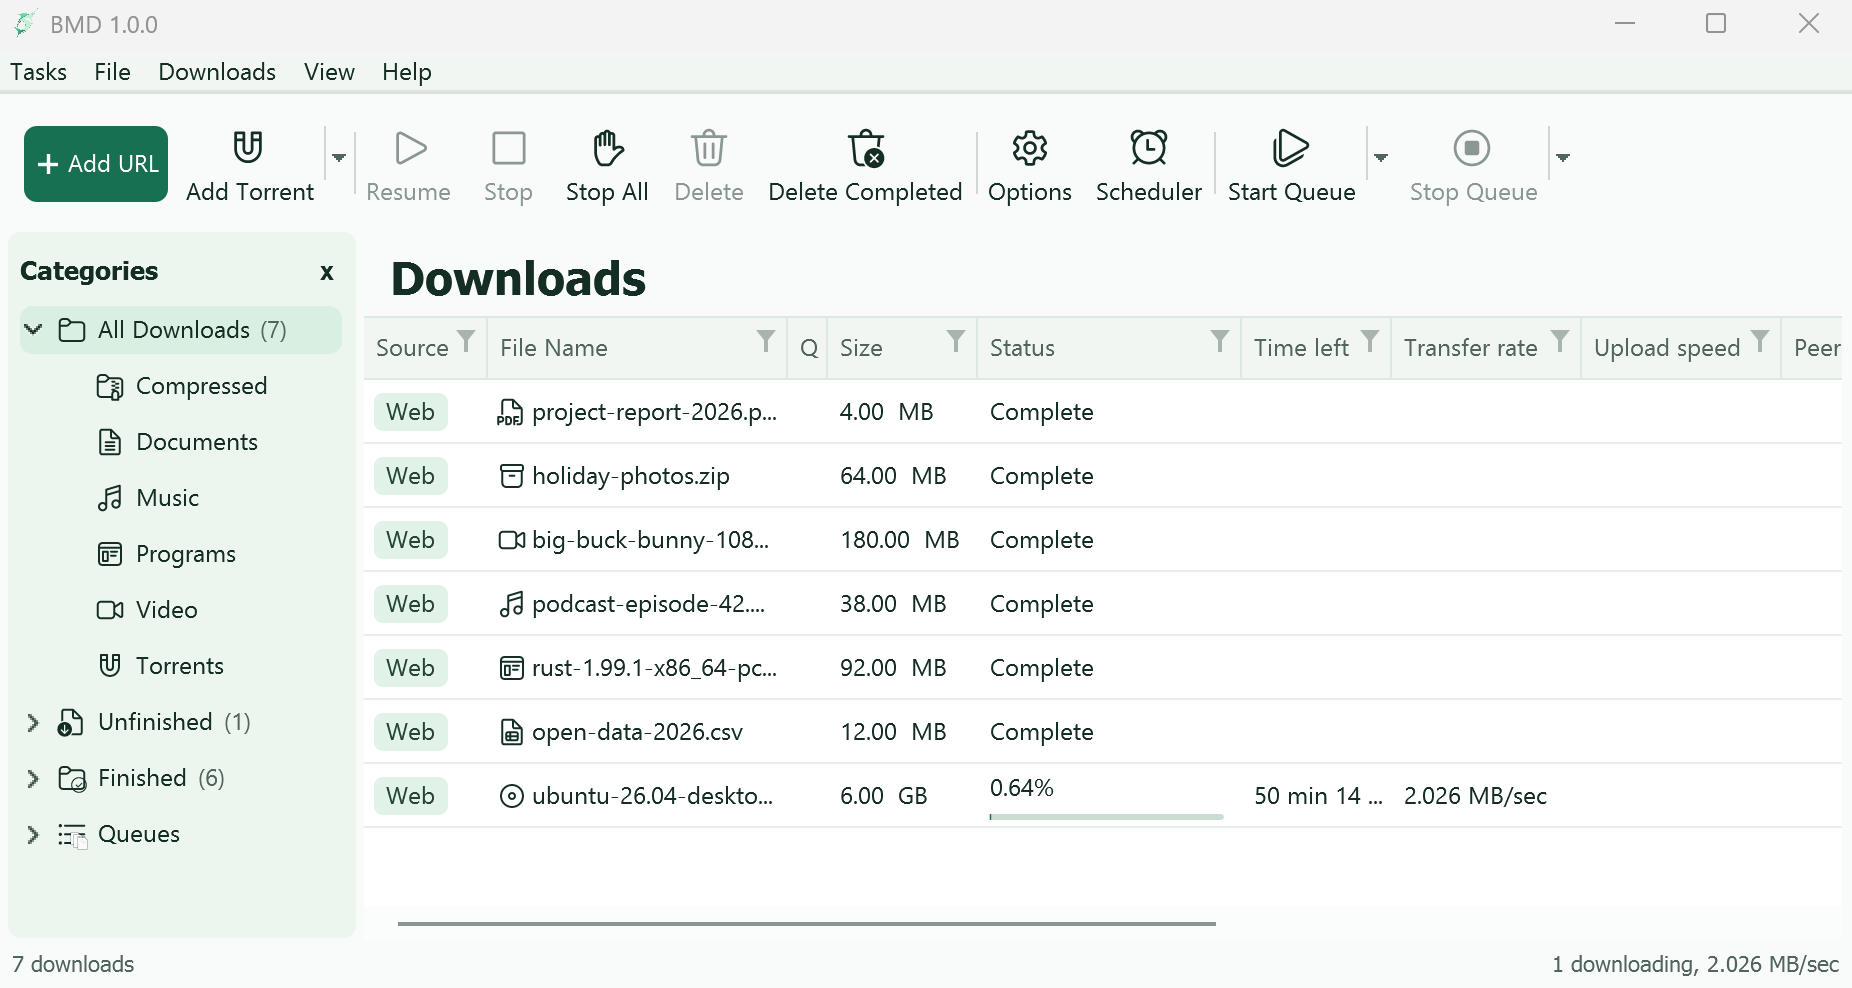 BMD 1.0.0
Tasks File Downloads View Help
+ Add URL Add Torrent Resume Stop Stop All Delete Delete Completed Options Scheduler Start Queue Stop Queue
Categories x
All Downloads (7)
Compressed
Documents
Music
Programs
Video
Torrents
Unfinished (1)
Finished (6)
Queues
Downloads
Source File Name Q Size Status Time left Transfer rate Upload speed Peer
Web PDF project-report-2026.p... 4.00 MB Complete
Web holiday-photos.zip 64.00 MB Complete
Web big-buck-bunny-108... 180.00 MB Complete
Web podcast-episode-42.... 38.00 MB Complete
Web rust-1.99.1-x86_64-pc... 92.00 MB Complete
Web open-data-2026.csv 12.00 MB Complete
Web ubuntu-26.04-deskto... 6.00 GB 0.64% 50 min 14 ... 2.026 MB/sec
7 downloads 1 downloading, 2.026 MB/sec